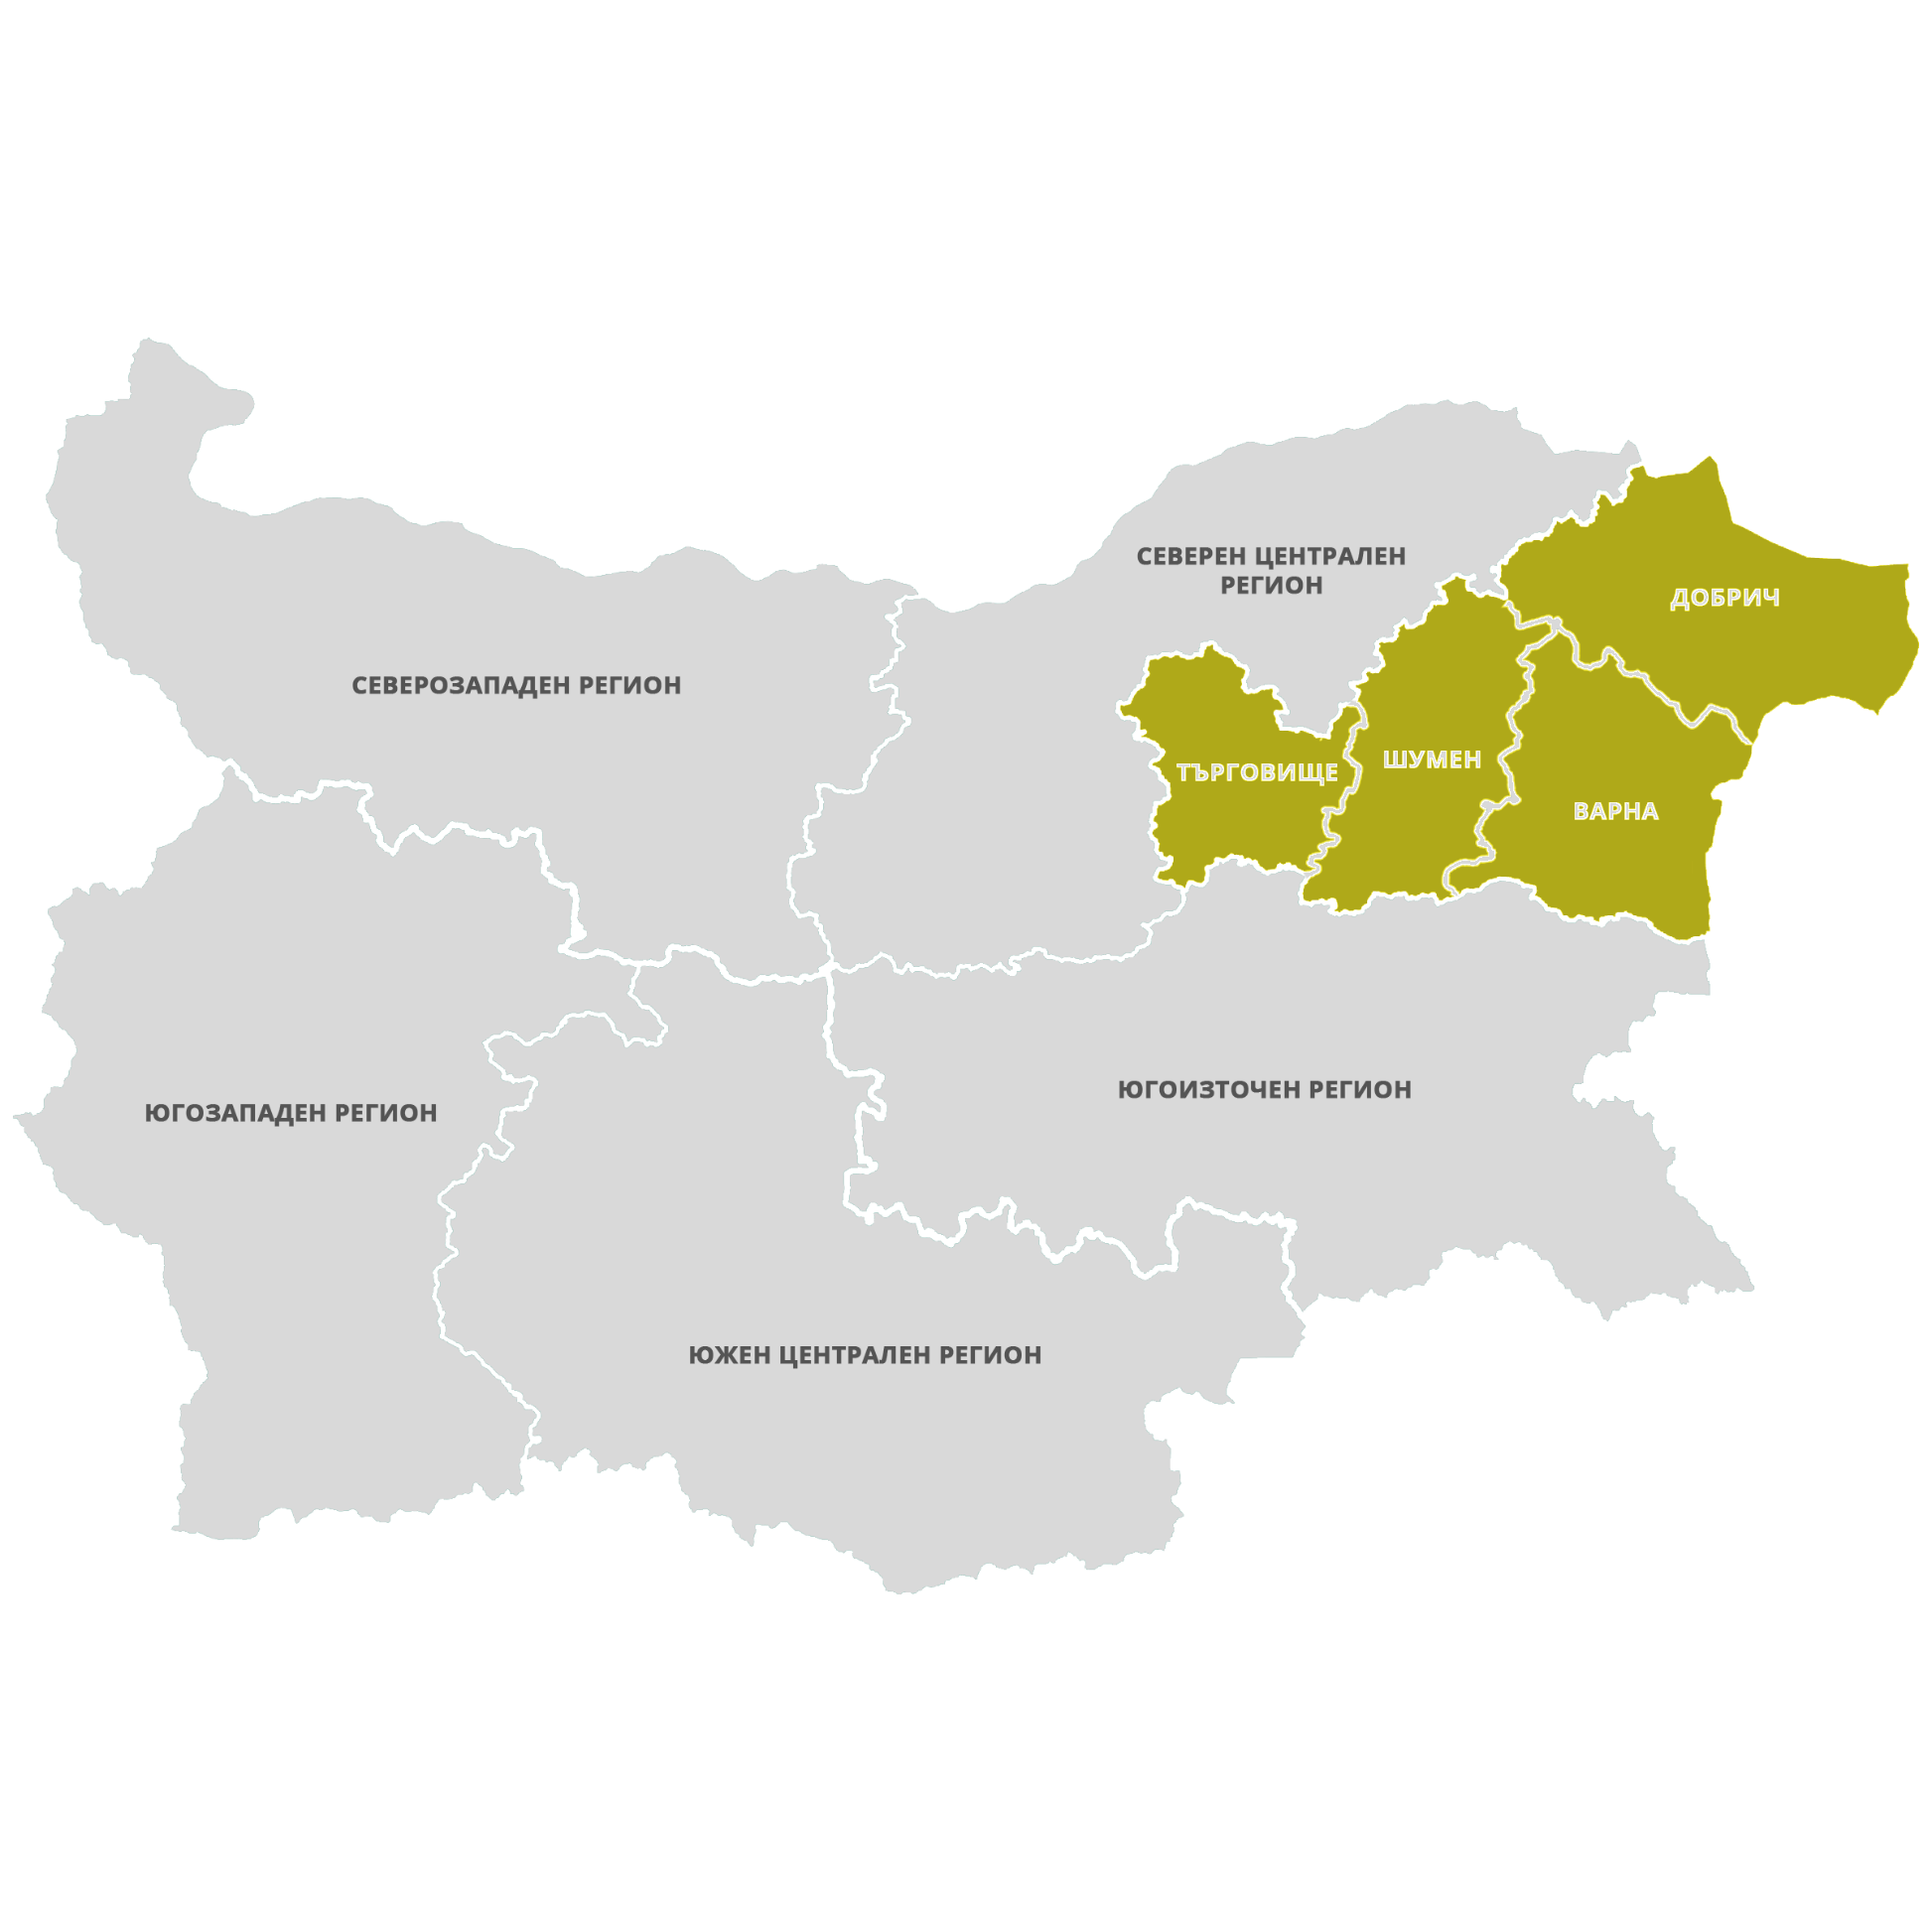 СЕВЕРЕН ЦЕНТРАЛЕН
РЕГИОН
ДОБРИЧ
СЕВЕРОЗАПАДЕН РЕГИОН
ШУМЕН
ТЪРГОВИЩЕ
ВАРНА
ЮГОИЗТОЧЕН РЕГИОН
ЮГОЗАПАДЕН РЕГИОН
ЮЖЕН ЦЕНТРАЛЕН РЕГИОН